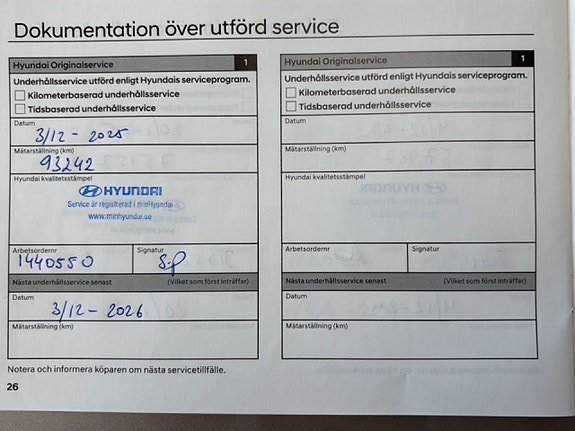 Dokumentation över utförd service
Hyundai Originalservice 1
Underhållsservice utförd enligt Hyundais serviceprogram.
Kilometerbaserad underhållsservice
Tidsbaserad underhållsservice
Datum
3/12 - 2025
Mätarställning (km)
93242
Hyundai kvalitetsstämpel
HYUNDAI
Service är registrerad i minHyundai
www.minhyundai.se
Arbetsordernr Signatur
1440550
Nästa underhållsservice senast (Vilket som först inträffar)
Datum
3/12 - 2026
Mätarställning (km)
Hyundai Originalservice 1
Underhållsservice utförd enligt Hyundais serviceprogram.
Kilometerbaserad underhållsservice
Tidsbaserad underhållsservice
Datum
Mätarställning (km)
Hyundai kvalitetsstämpel
Arbetsordernr Signatur
Nästa underhållsservice senast (Vilket som först inträffar)
Datum
Mätarställning (km)
Notera och informera köparen om nästa servicetillfälle.
26